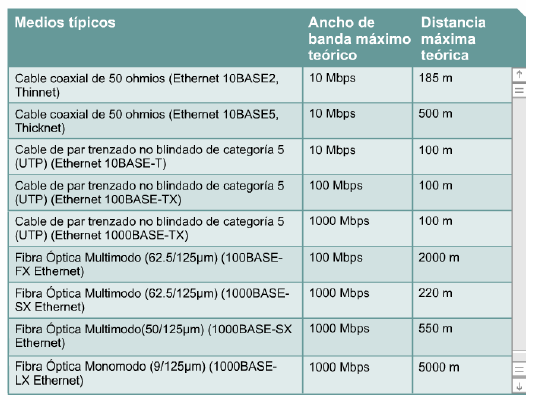 Medios típicos
Ancho de
banda máximo
teórico
Distancia
máxima
teórica
Cable coaxial de 50 ohmios (Ethernet 10BASE2,
Thinnet)
10 Mbps
185 m
Cable coaxial de 50 ohmios (Ethernet 10BASE5,
Thicknet)
10 Mbps
500 m
Cable de par trenzado no blindado de categoría 5
(UTP) (Ethernet 10BASE-T)
10 Mbps
100 m
Cable de par trenzado no blindado de categoría 5
(UTP) (Ethernet 100BASE-TX)
100 Mbps
100 m
Cable de par trenzado no blindado de categoría 5
(UTP) (Ethernet 1000BASE-TX)
1000 Mbps
100 m
Fibra Óptica Multimodo (62.5/125µm) (100BASE-
FX Ethernet)
100 Mbps
2000 m
Fibra Óptica Multimodo (62.5/125µm) (1000BASE-
SX Ethernet)
1000 Mbps
220 m
Fibra Óptica Multimodo(50/125µm) (1000BASE-SX
Ethernet)
1000 Mbps
550 m
Fibra Óptica Monomodo (9/125µm) (1000BASE-
LX Ethernet)
1000 Mbps
5000 m